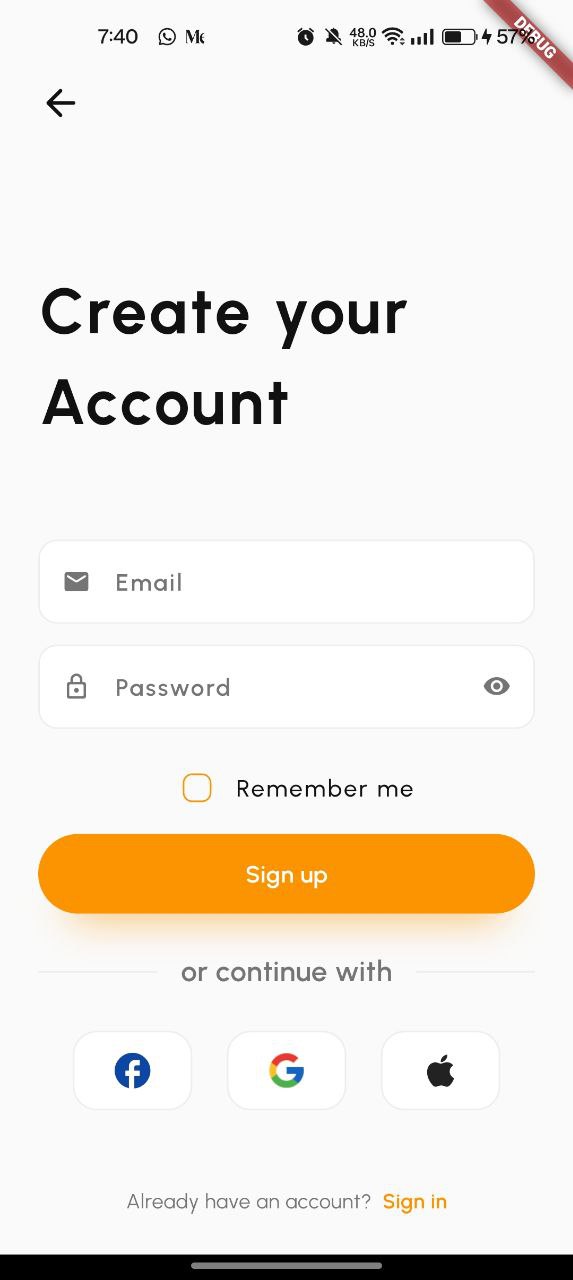 7:40 48.0 KB/S 57%
DEBUG
Create your
Account
Email
Password
Remember me
Sign up
or continue with
Already have an account? Sign in